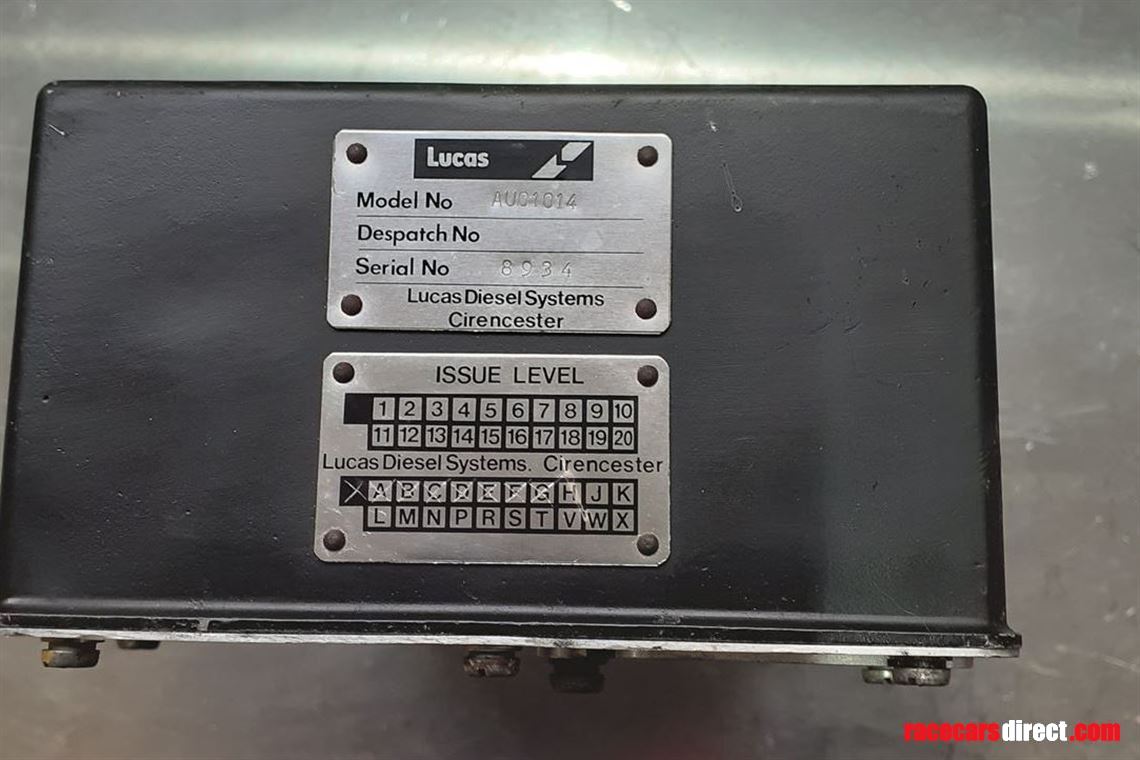 Lucas
Model No AUO1014
Despatch No
Serial No 8934
Lucas Diesel Systems
Cirencester
ISSUE LEVEL
1 2 3 4 5 6 7 8 9 10
11 12 13 14 15 16 17 18 19 20
Lucas Diesel Systems. Cirencester
A B C D E F G H J K
L M N P R S T V W X
racecarsdirect.com